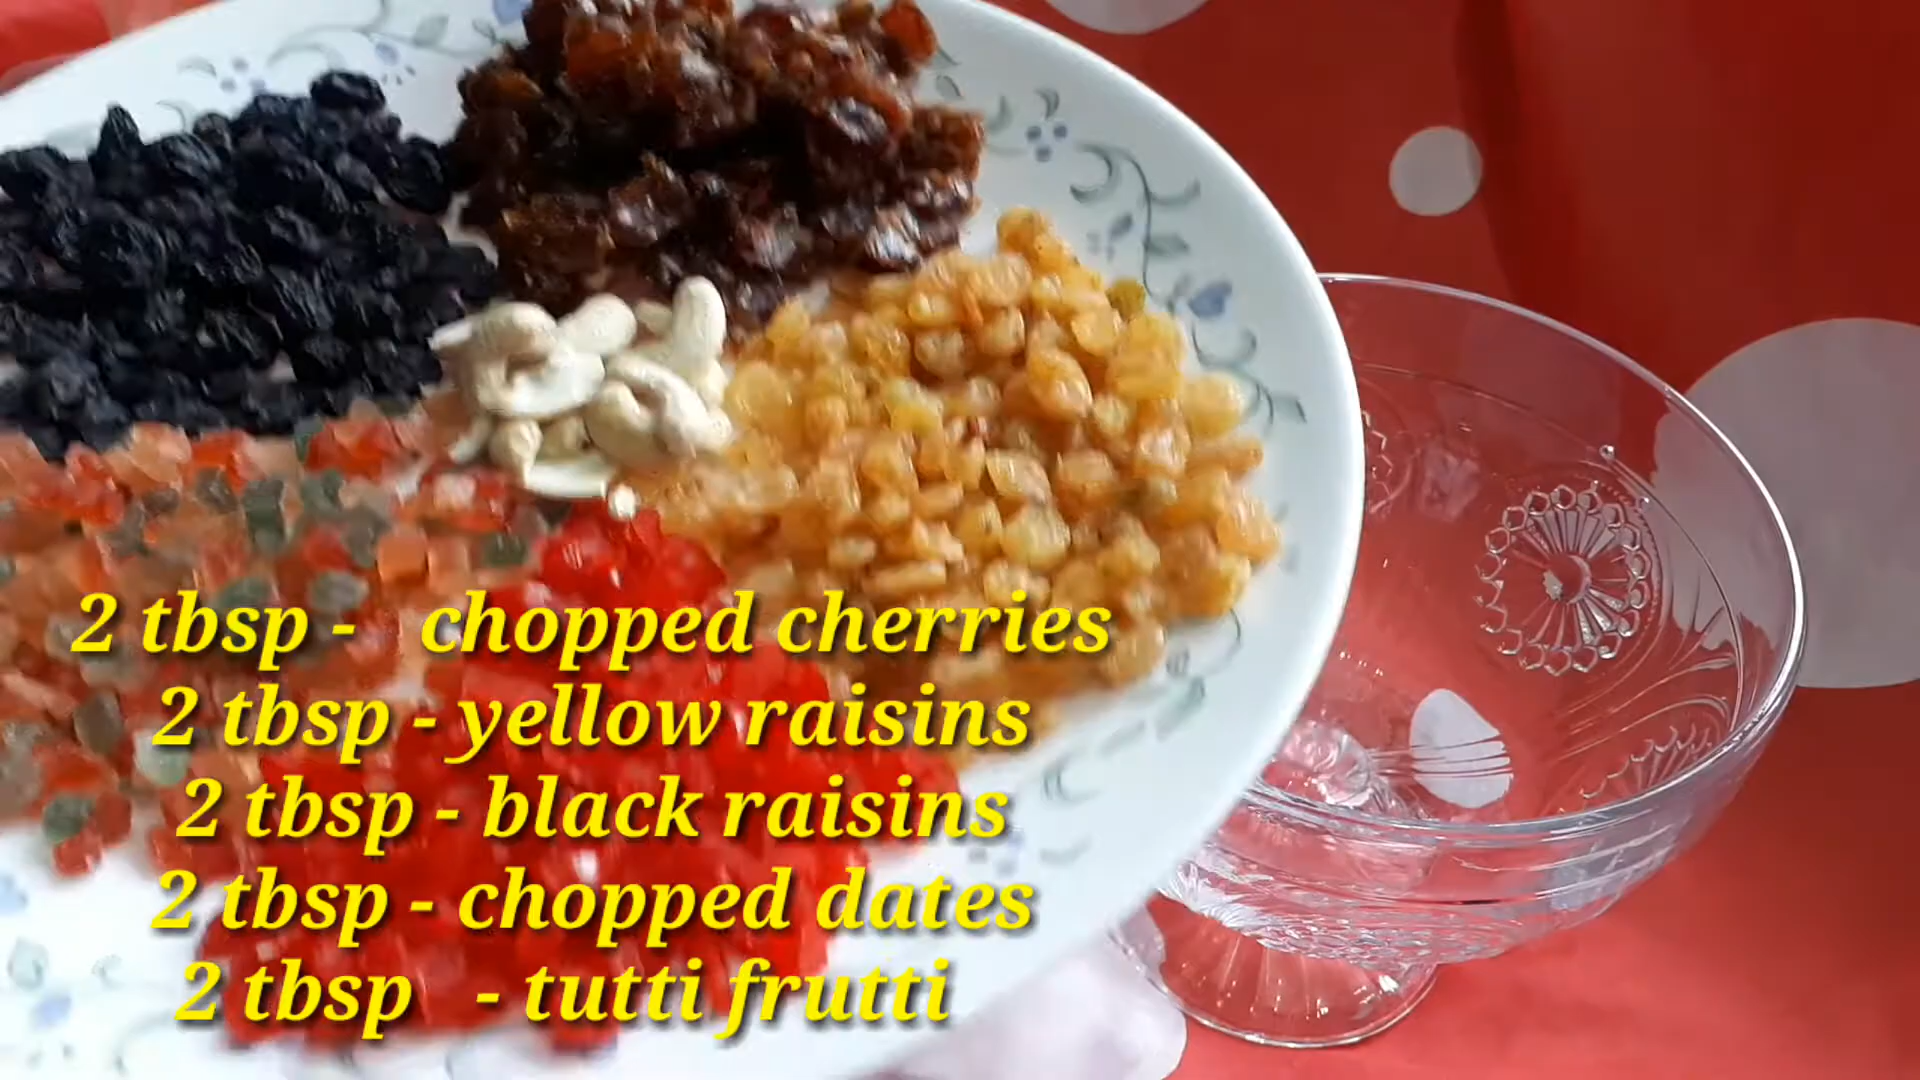 2 tbsp - chopped cherries
2 tbsp - yellow raisins
2 tbsp - black raisins
2 tbsp - chopped dates
2 tbsp - tutti frutti